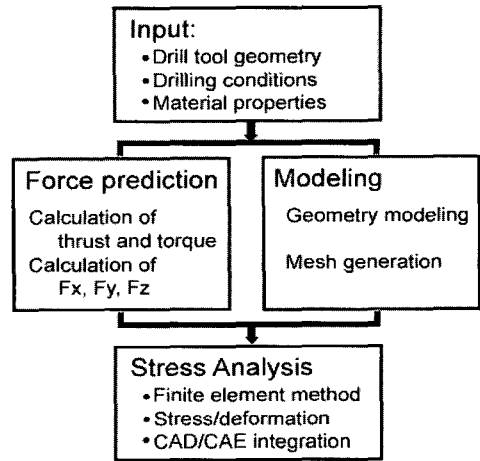 Input:
•Drill tool geometry
•Drilling conditions
•Material properties
Force prediction
Calculation of
thrust and torque
Calculation of
Fx, Fy, Fz
Modeling
Geometry modeling
Mesh generation
Stress Analysis
•Finite element method
•Stress/deformation
•CAD/CAE integration